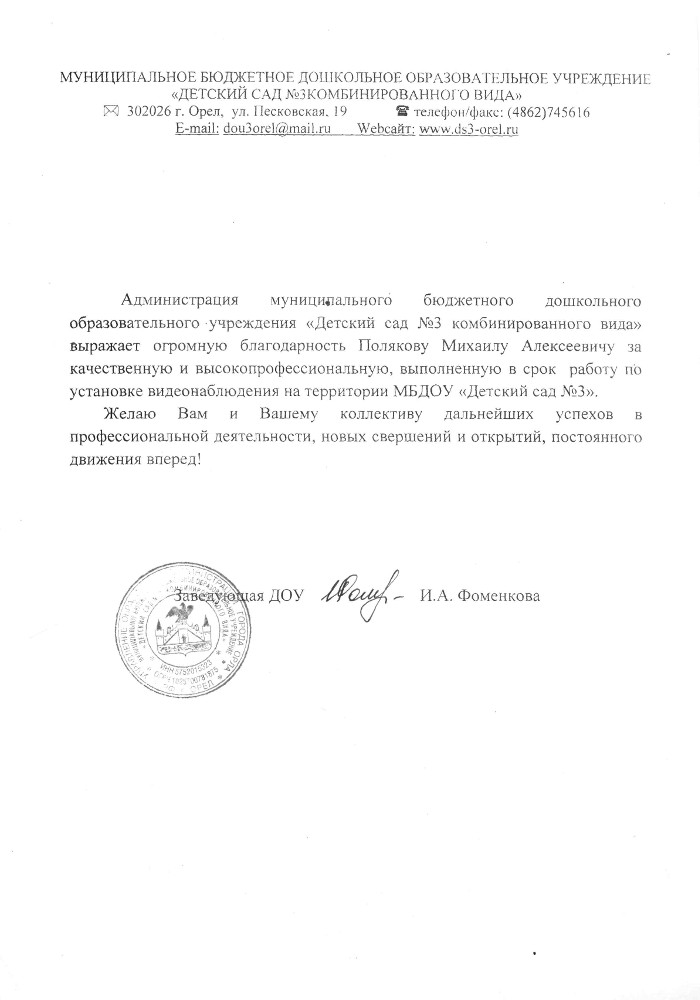 МУНИЦИПАЛЬНОЕ БЮДЖЕТНОЕ ДОШКОЛЬНОЕ ОБРАЗОВАТЕЛЬНОЕ УЧРЕЖДЕНИЕ
«ДЕТСКИЙ САД №3КОМБИНИРОВАННОГО ВИДА»
302026 г. Орел, ул. Песковская, 19 телефон/факс: (4862)745616
E-mail: dou3orel@mail.ru Webсайт: www.ds3-orel.ru
Администрация муниципального бюджетного дошкольного
образовательного учреждения «Детский сад №3 комбинированного вида»
выражает огромную благодарность Полякову Михаилу Алексеевичу за
качественную и высокопрофессиональную, выполненную в срок работу по
установке видеонаблюдения на территории МБДОУ «Детский сад №3».
Желаю Вам и Вашему коллективу дальнейших успехов в
профессиональной деятельности, новых свершений и открытий, постоянного
движения вперед!
Заведующая ДОУ И.А. Фоменкова
ГОРОДА ОРЛА